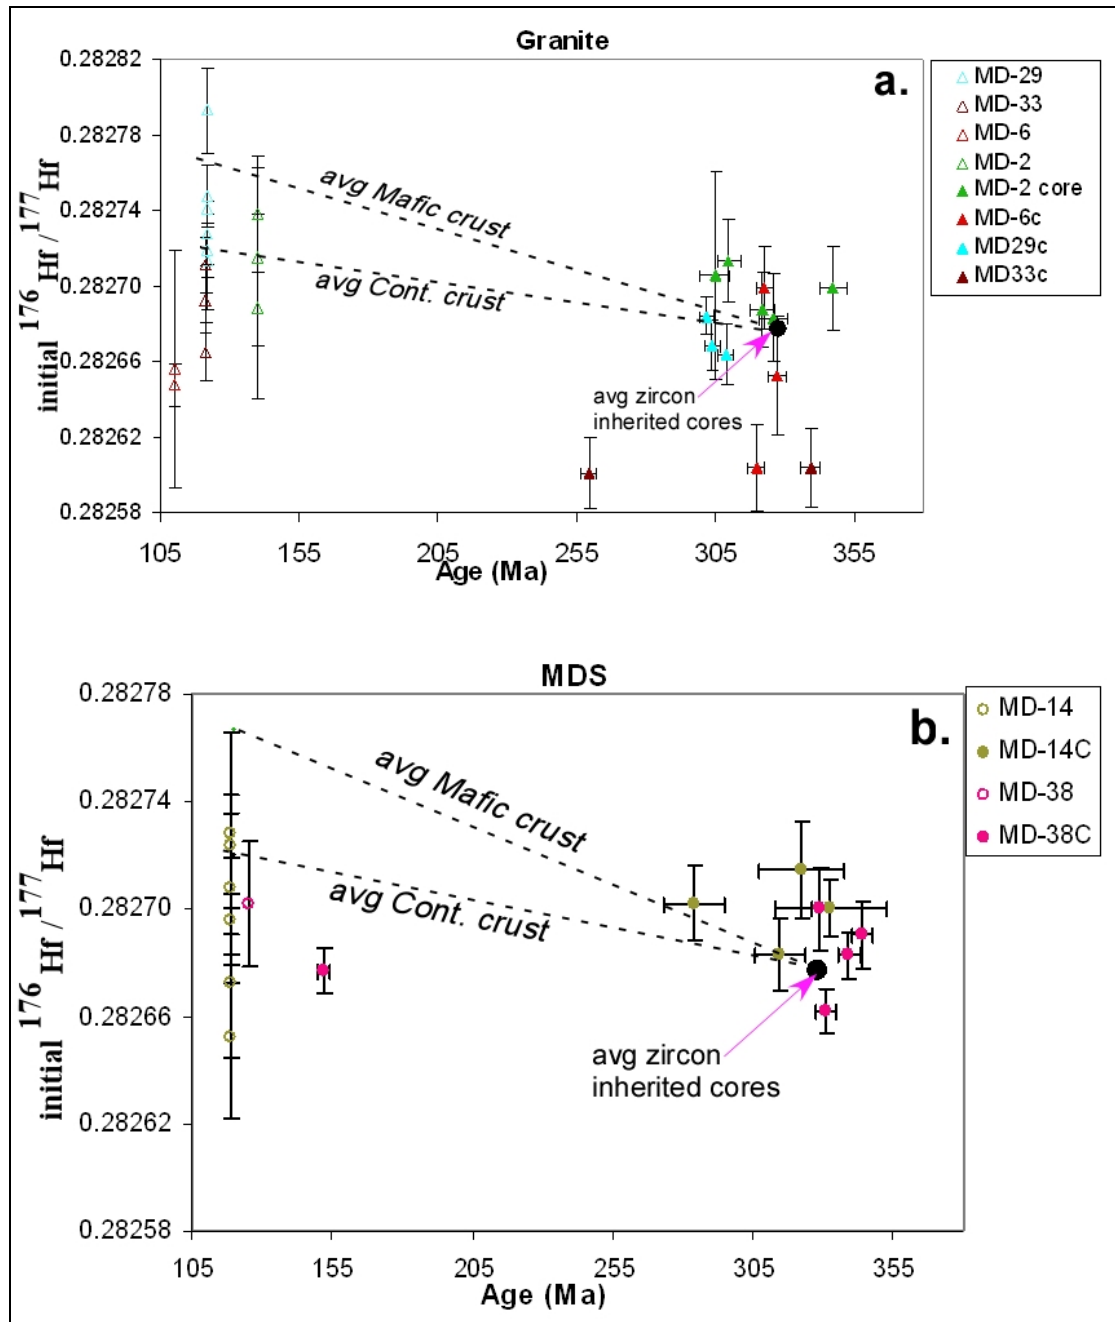 Granite
a.
0.28282
0.28278
0.28274
0.28270
0.28266
0.28262
0.28258
initial 176Hf/177Hf
avg Mafic crust
avg Cont. crust
avg zircon
inherited cores
105 155 205 255 305 355
Age (Ma)
MD-29
MD-33
MD-6
MD-2
MD-2 core
MD-6c
MD29c
MD33c
MDS
b.
0.28278
0.28274
0.28270
0.28266
0.28262
0.28258
initial 176Hf/177Hf
avg Mafic crust
avg Cont. crust
avg zircon
inherited cores
105 155 205 255 305 355
Age (Ma)
MD-14
MD-14C
MD-38
MD-38C